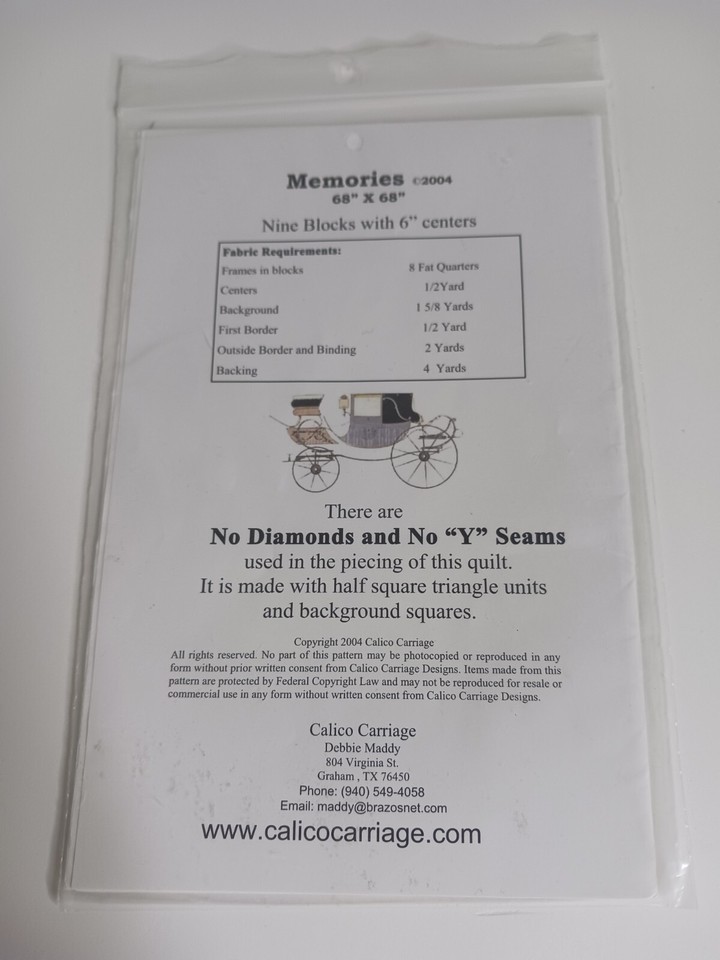 Memories ©2004
68" X 68"
Nine Blocks with 6" centers
Fabric Requirements:
Frames in blocks 8 Fat Quarters
Centers 1/2Yard
Background 1 5/8 Yards
First Border 1/2 Yard
Outside Border and Binding 2 Yards
Backing 4 Yards
There are
No Diamonds and No “Y” Seams
used in the piecing of this quilt.
It is made with half square triangle units
and background squares.
Copyright 2004 Calico Carriage
All rights reserved. No part of this pattern may be photocopied or reproduced in any
form without prior written consent from Calico Carriage Designs. Items made from this
pattern are protected by Federal Copyright Law and may not be reproduced for resale or
commercial use in any form without written consent from Calico Carriage Designs.
Calico Carriage
Debbie Maddy
804 Virginia St.
Graham , TX 76450
Phone: (940) 549-4058
Email: maddy@brazosnet.com
www.calicocarriage.com